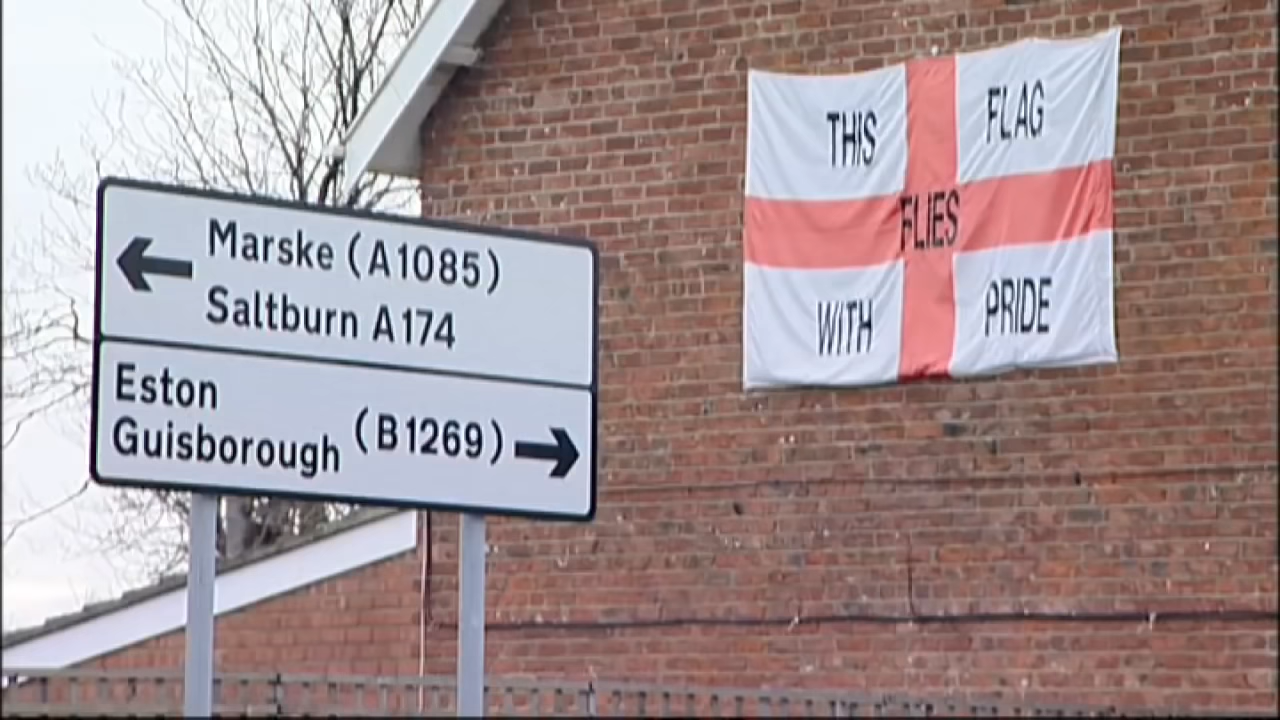 Marske (A1085)
Saltburn A174
Eston
Guisborough (B1269)
THIS FLAG
FLIES
WITH PRIDE